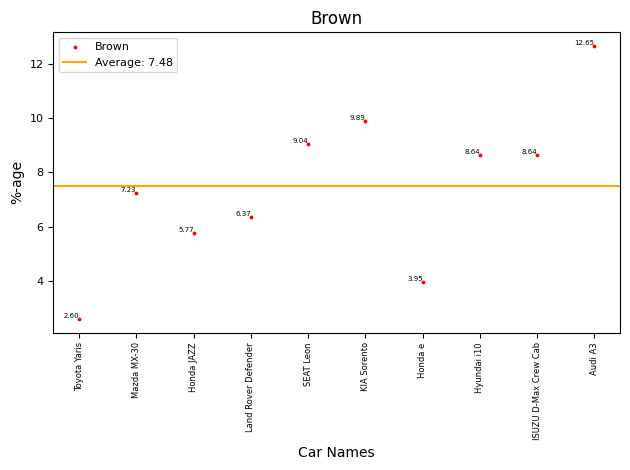 Brown
Brown
Average: 7.48
12.65
12
10
9.89
9.04
8.64
8.64
8
7.23
6.37
6
5.77
4
3.95
2.60
%-age
Toyota Yaris
Mazda MX-30
Honda JAZZ
Land Rover Defender
SEAT Leon
KIA Sorento
Honda e
Hyundai i10
ISUZU D-Max Crew Cab
Audi A3
Car Names